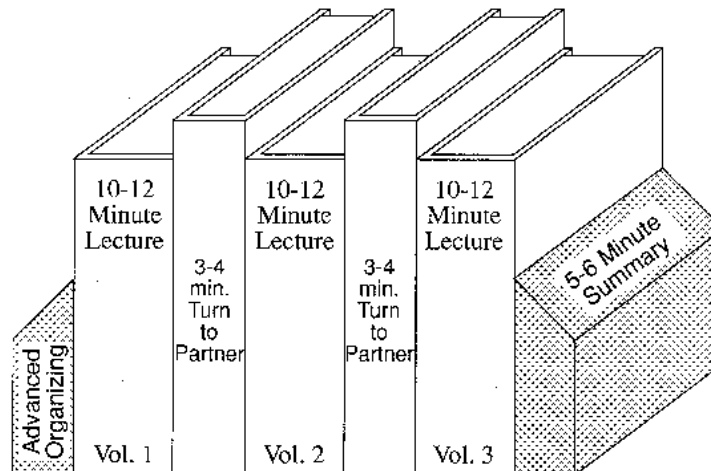 10-12
Minute
Lecture
Vol. 1
3-4
min.
Turn
to
Partner
10-12
Minute
Lecture
Vol. 2
3-4
min.
Turn
to
Partner
10-12
Minute
Lecture
Vol. 3
5-6 Minute
Summary
Advanced
Organizing